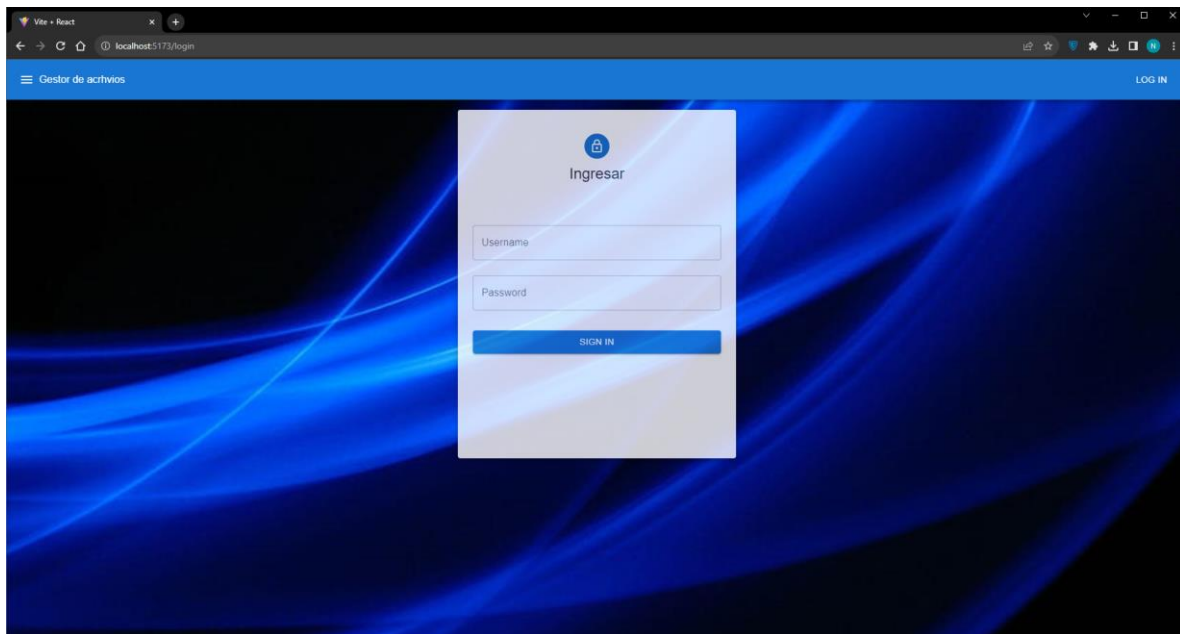 Vite + React
localhost:5173/login
Gestor de acrhvios
LOG IN
Ingresar
Username
Password
SIGN IN
N